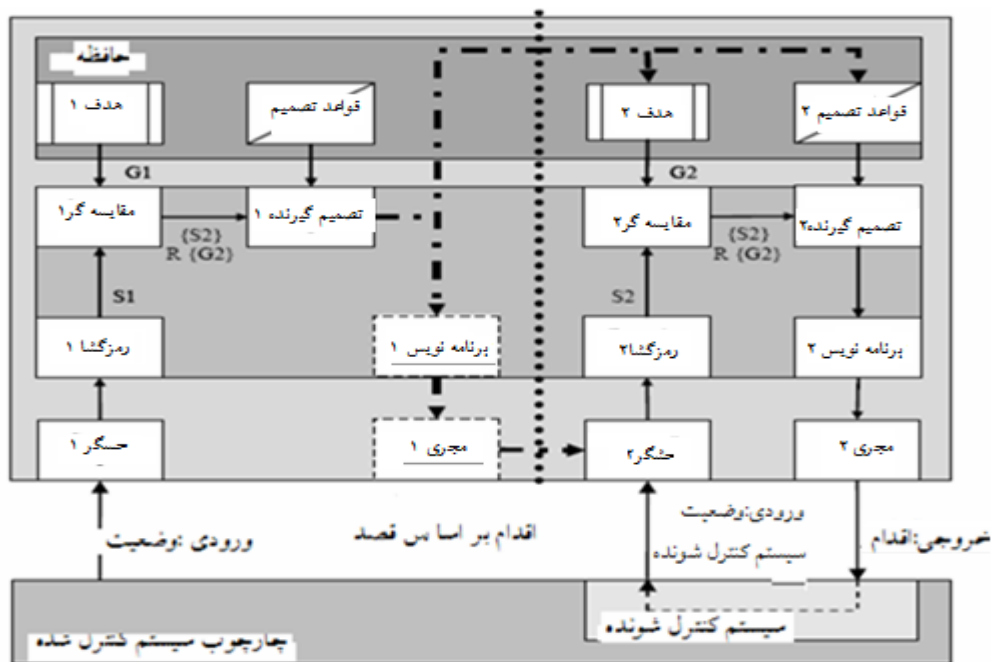 حافظه
هدف ۱
قواعد تصمیم
هدف ۲
قواعد تصمیم ۲
G1
G2
مقایسه گر۱
{S2}
R {G2}
تصمیم گیرنده ۱
مقایسه گر۲
{S2}
R {G2}
تصمیم گیرنده۲
S1
S2
رمزگشا ۱
برنامه نویس ۱
رمزگشا۲
برنامه نویس ۲
حسگر ۱
مجری ۱
حسگر۲
مجری ۲
ورودی :وضعیت
اقدام بر اسا س قصد
ورودی:وضعیت
سیستم کنترل شونده
خروجی:اقدام
سیستم کنترل شونده
چارچوب سیستم کنترل شده